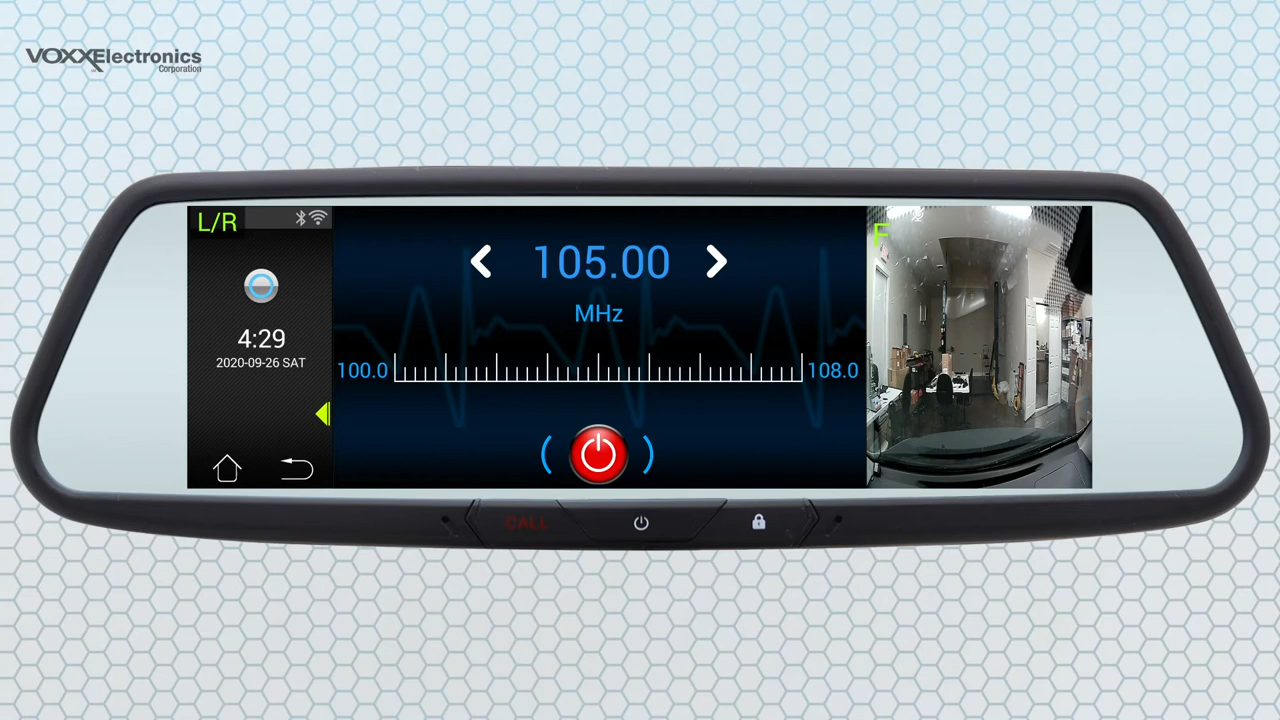 VOXXElectronics
Corporation
L/R
4:29
2020-09-26 SAT
105.00
MHz
100.0
108.0
F
CALL